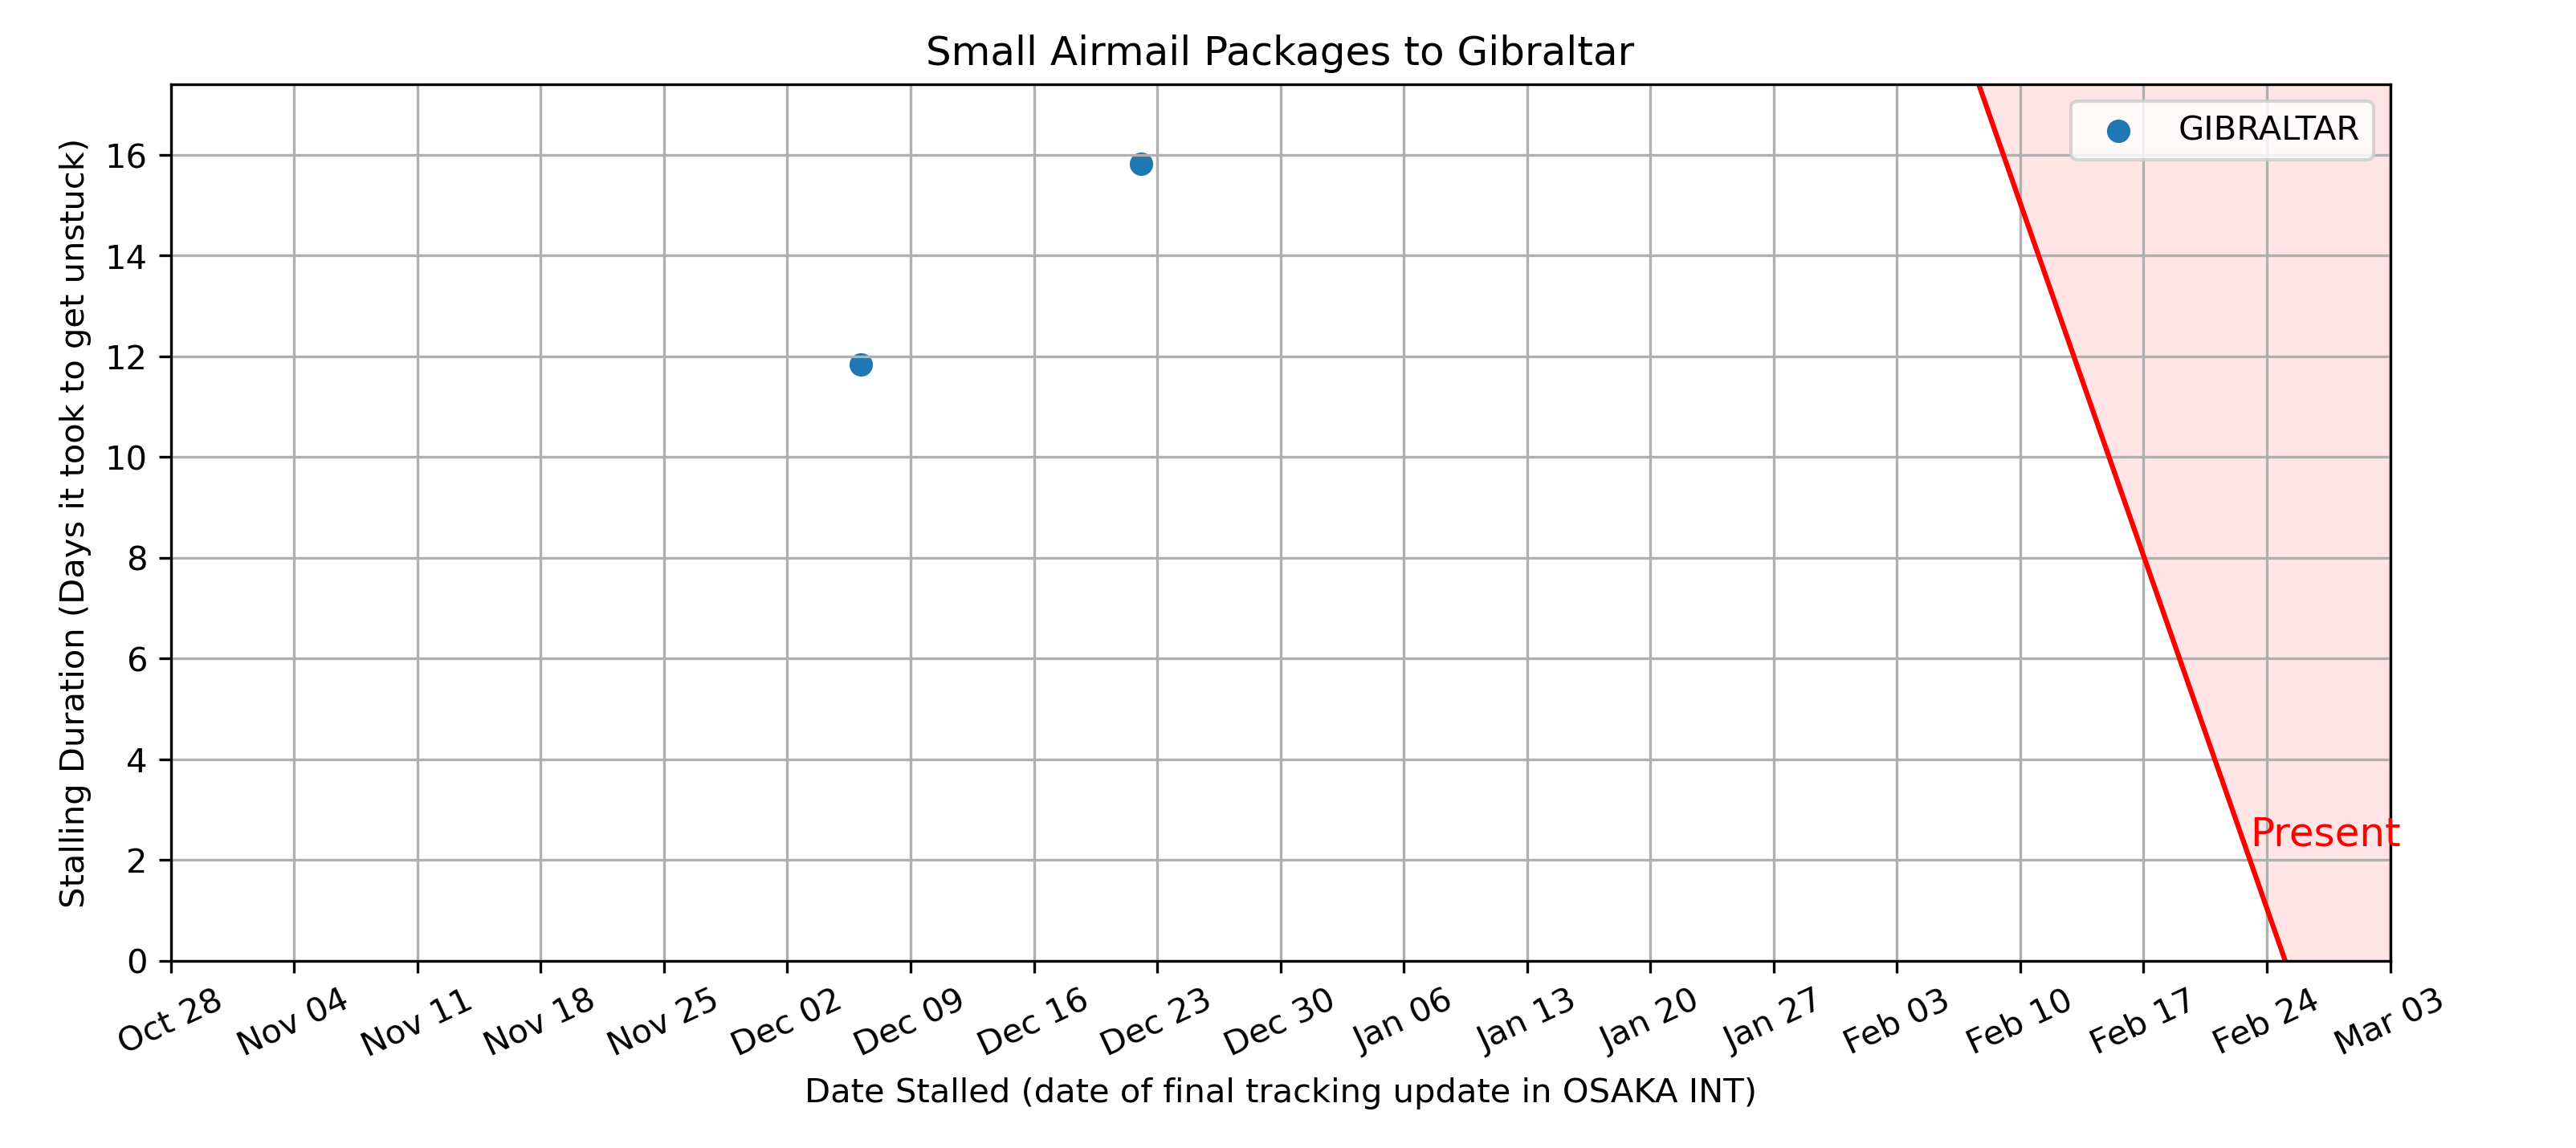 Small Airmail Packages to Gibraltar
GIBRALTAR
Stalling Duration (Days it took to get unstuck)
16
14
12
10
8
6
4
2
0
Present
Oct 28 Nov 04 Nov 11 Nov 18 Nov 25 Dec 02 Dec 09 Dec 16 Dec 23 Dec 30 Jan 06 Jan 13 Jan 20 Jan 27 Feb 03 Feb 10 Feb 17 Feb 24 Mar 03
Date Stalled (date of final tracking update in OSAKA INT)